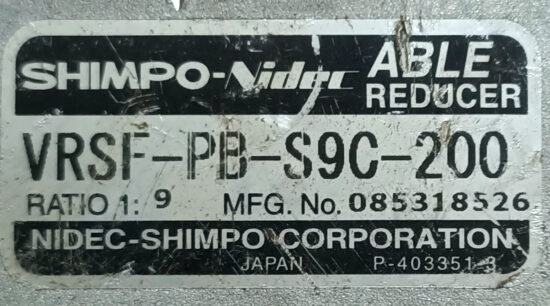 SHIMPO-Nidec ABLE REDUCER
VRSF-PB-S9C-200
RATIO 1: 9 MFG. No. 085318526
NIDEC-SHIMPO CORPORATION
JAPAN P-403351-3